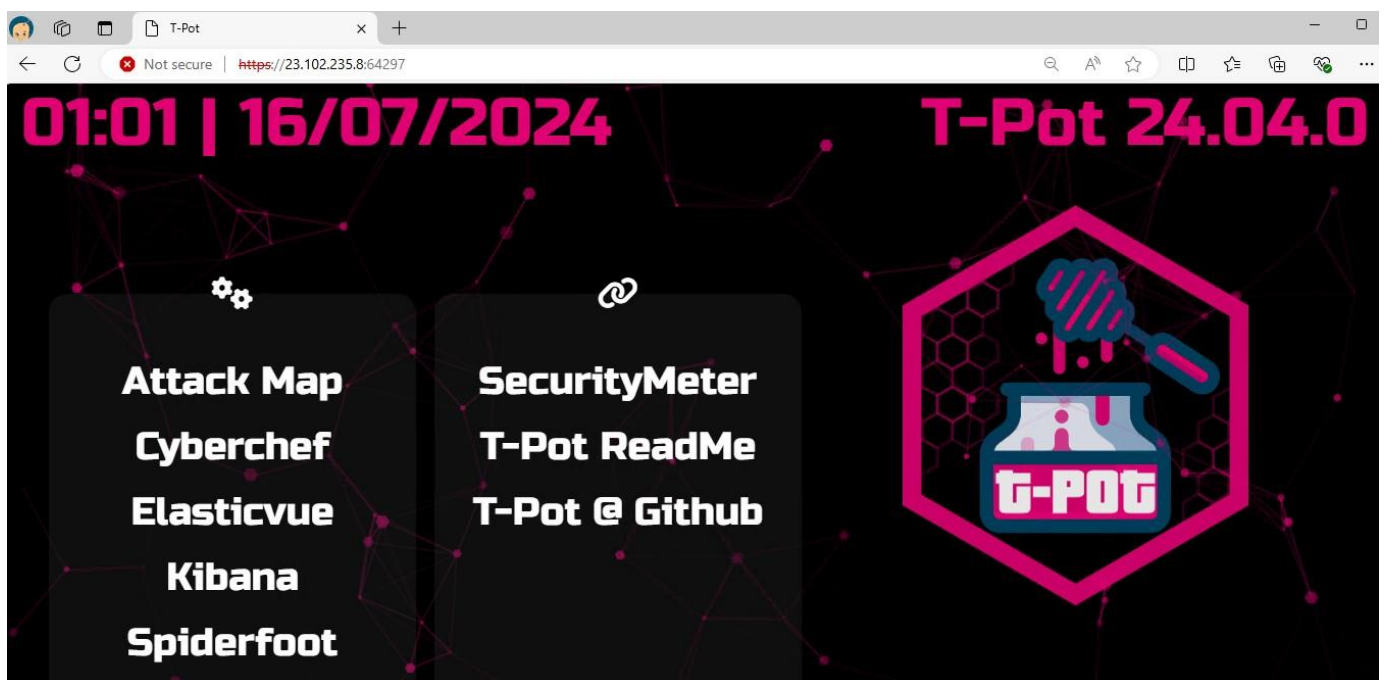 T-Pot
Not secure | https://23.102.235.8:64297
01:01 | 16/07/2024
T-Pot 24.04.0
Attack Map
Cyberchef
Elasticvue
Kibana
Spiderfoot
SecurityMeter
T-Pot ReadMe
T-Pot @ Github
t-POt